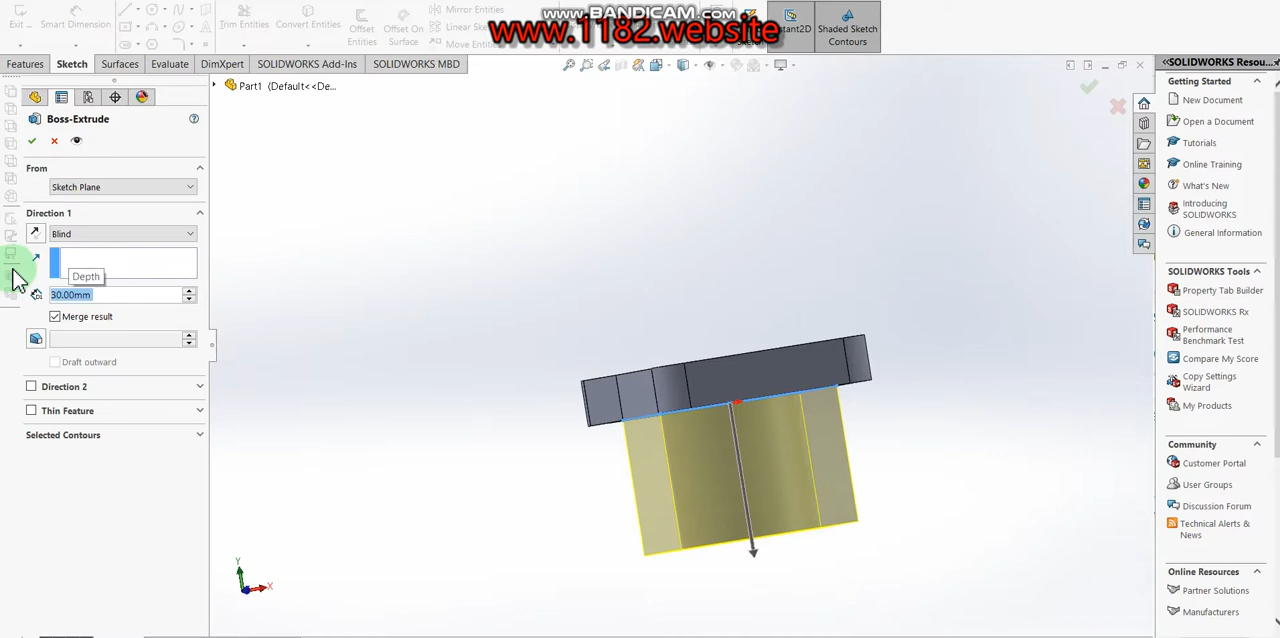 www.BANDICAM.com
www.1182.website
Exit Sketch
Smart Dimension
Trim Entities
Convert Entities
Offset Entities
Offset On Surface
Mirror Entities
Linear Sk
Move Entities
Instant2D
Shaded Sketch Contours
Features
Sketch
Surfaces
Evaluate
DimXpert
SOLIDWORKS Add-Ins
SOLIDWORKS MBD
Part1 (Default<<De...
Boss-Extrude
From
Sketch Plane
Direction 1
Blind
Depth
30.00mm
Merge result
Draft outward
Direction 2
Thin Feature
Selected Contours
Y
X
SOLIDWORKS Resou...
Getting Started
New Document
Open a Document
Tutorials
Online Training
What's New
Introducing
SOLIDWORKS
General Information
SOLIDWORKS Tools
Property Tab Builder
SOLIDWORKS Rx
Performance
Benchmark Test
Compare My Score
Copy Settings
Wizard
My Products
Community
Customer Portal
User Groups
Discussion Forum
Technical Alerts &
News
Online Resources
Partner Solutions
Manufacturers